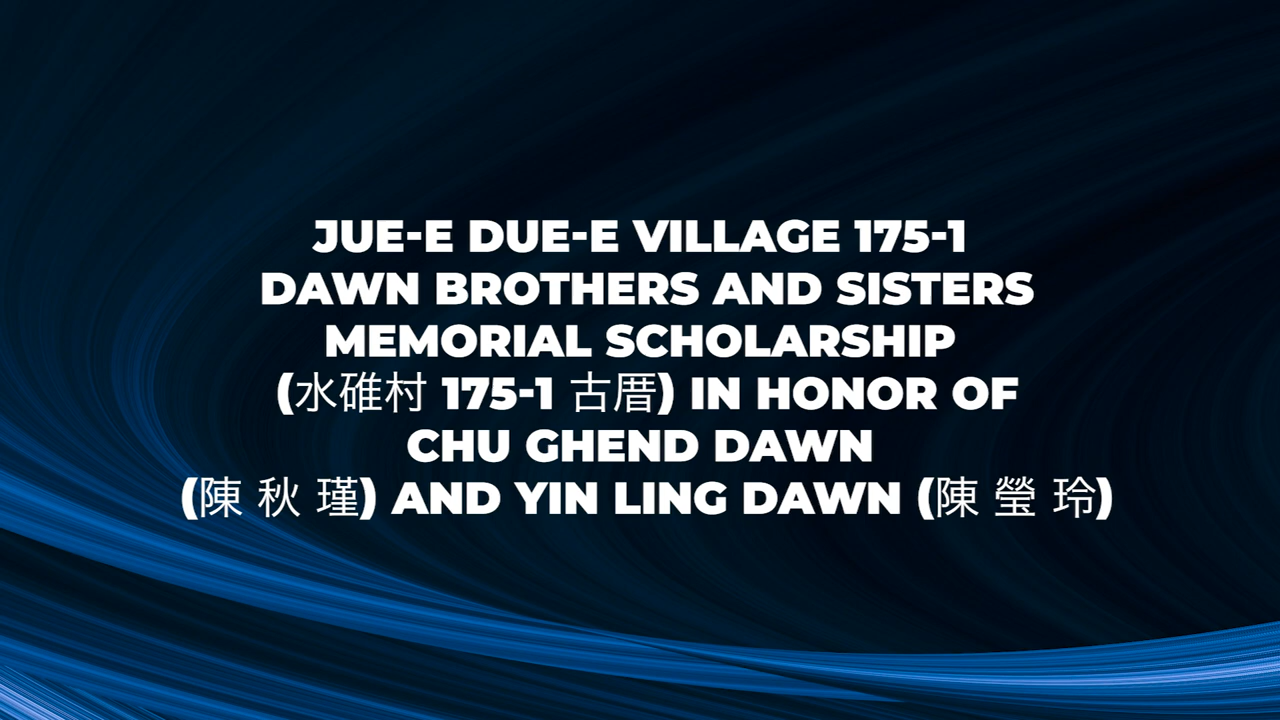 JUE-E DUE-E VILLAGE 175-1
DAWN BROTHERS AND SISTERS
MEMORIAL SCHOLARSHIP
(水碓村 175-1 古厝) IN HONOR OF
CHU GHEND DAWN
(陳 秋 瑾) AND YIN LING DAWN (陳 瑩 玲)